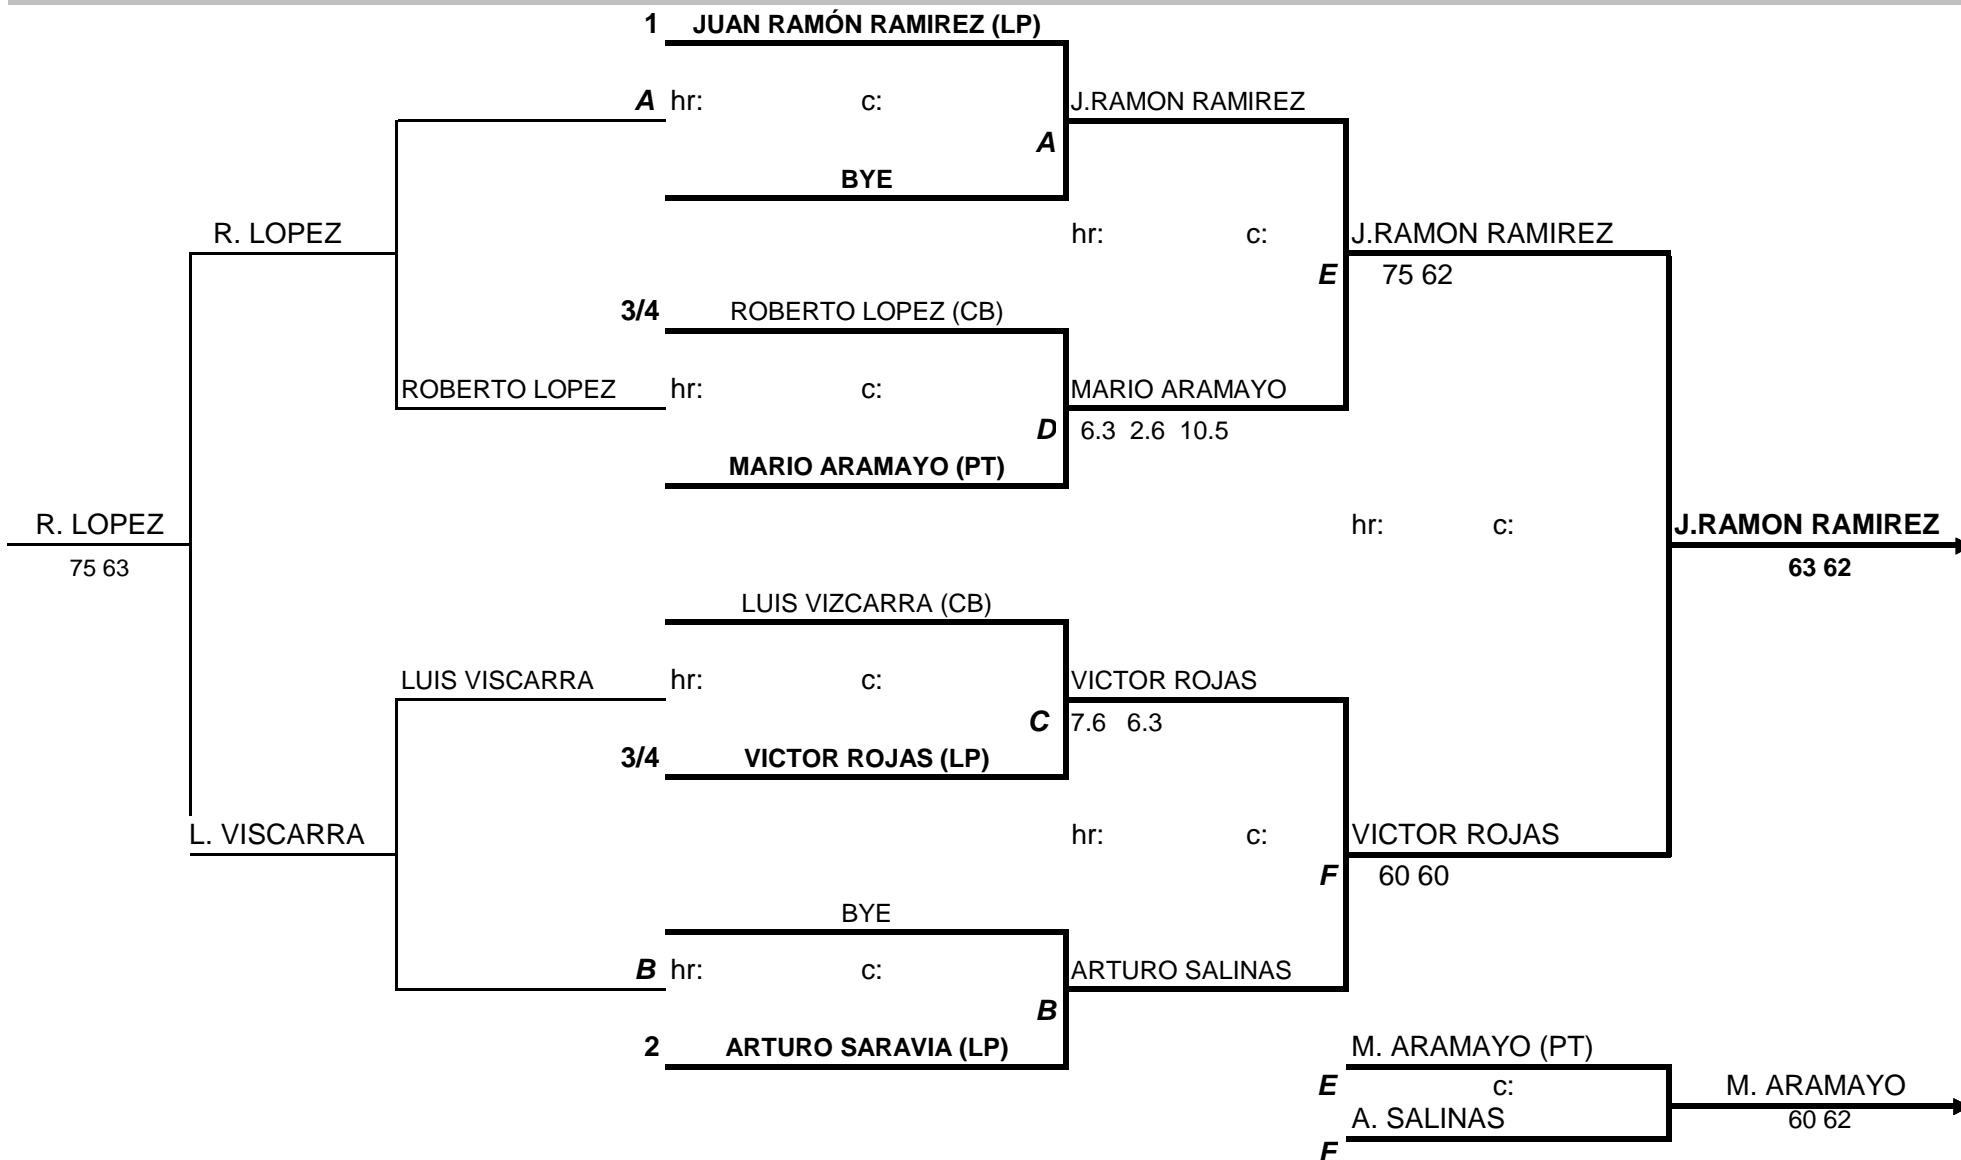 1 JUAN RAMÓN RAMIREZ (LP)
A hr: c: J.RAMON RAMIREZ
A
BYE
R. LOPEZ hr: c: J.RAMON RAMIREZ
E 75 62
3/4 ROBERTO LOPEZ (CB)
ROBERTO LOPEZ hr: c: MARIO ARAMAYO
D 6.3 2.6 10.5
MARIO ARAMAYO (PT)
R. LOPEZ hr: c: J.RAMON RAMIREZ
75 63 63 62
LUIS VIZCARRA (CB)
LUIS VISCARRA hr: c: VICTOR ROJAS
C 7.6 6.3
3/4 VICTOR ROJAS (LP)
L. VISCARRA hr: c: VICTOR ROJAS
F 60 60
BYE
B hr: c: ARTURO SALINAS
B
2 ARTURO SARAVIA (LP) M. ARAMAYO (PT)
E c: M. ARAMAYO
A. SALINAS 60 62
F